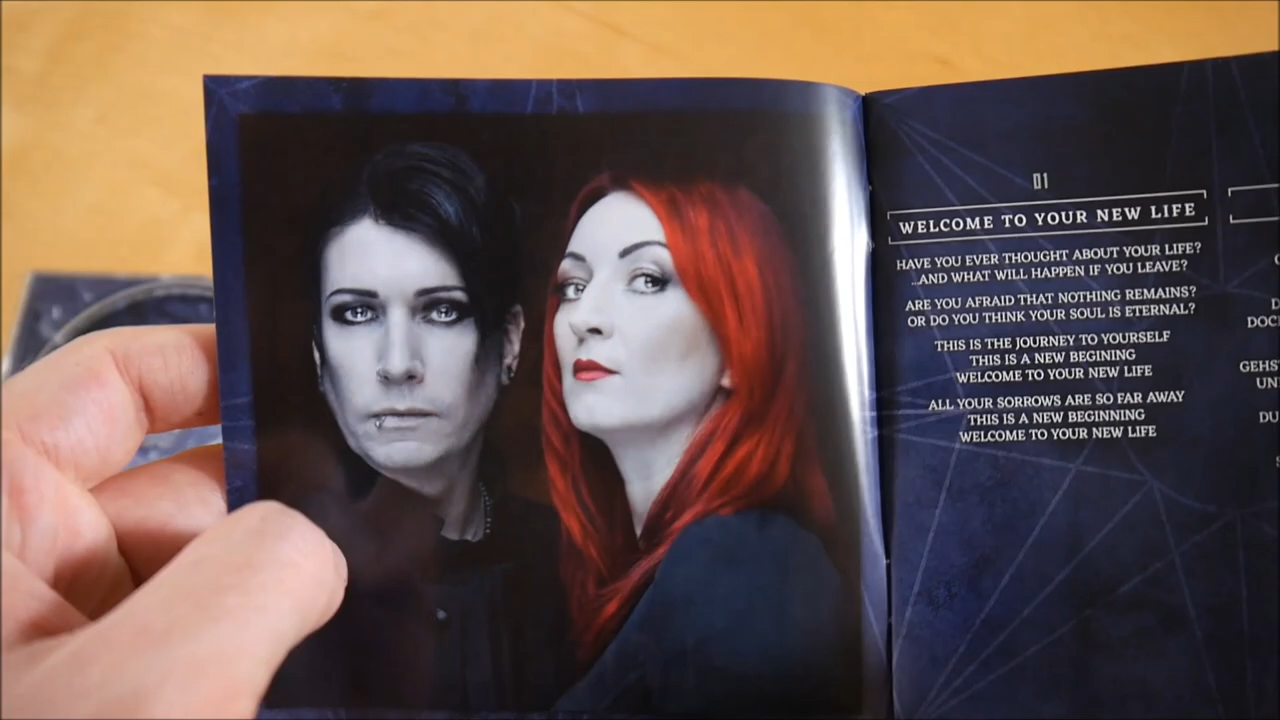 01
WELCOME TO YOUR NEW LIFE
HAVE YOU EVER THOUGHT ABOUT YOUR LIFE?
...AND WHAT WILL HAPPEN IF YOU LEAVE?
ARE YOU AFRAID THAT NOTHING REMAINS?
OR DO YOU THINK YOUR SOUL IS ETERNAL?
THIS IS THE JOURNEY TO YOURSELF
THIS IS A NEW BEGINING
WELCOME TO YOUR NEW LIFE
ALL YOUR SORROWS ARE SO FAR AWAY
THIS IS A NEW BEGINNING
WELCOME TO YOUR NEW LIFE